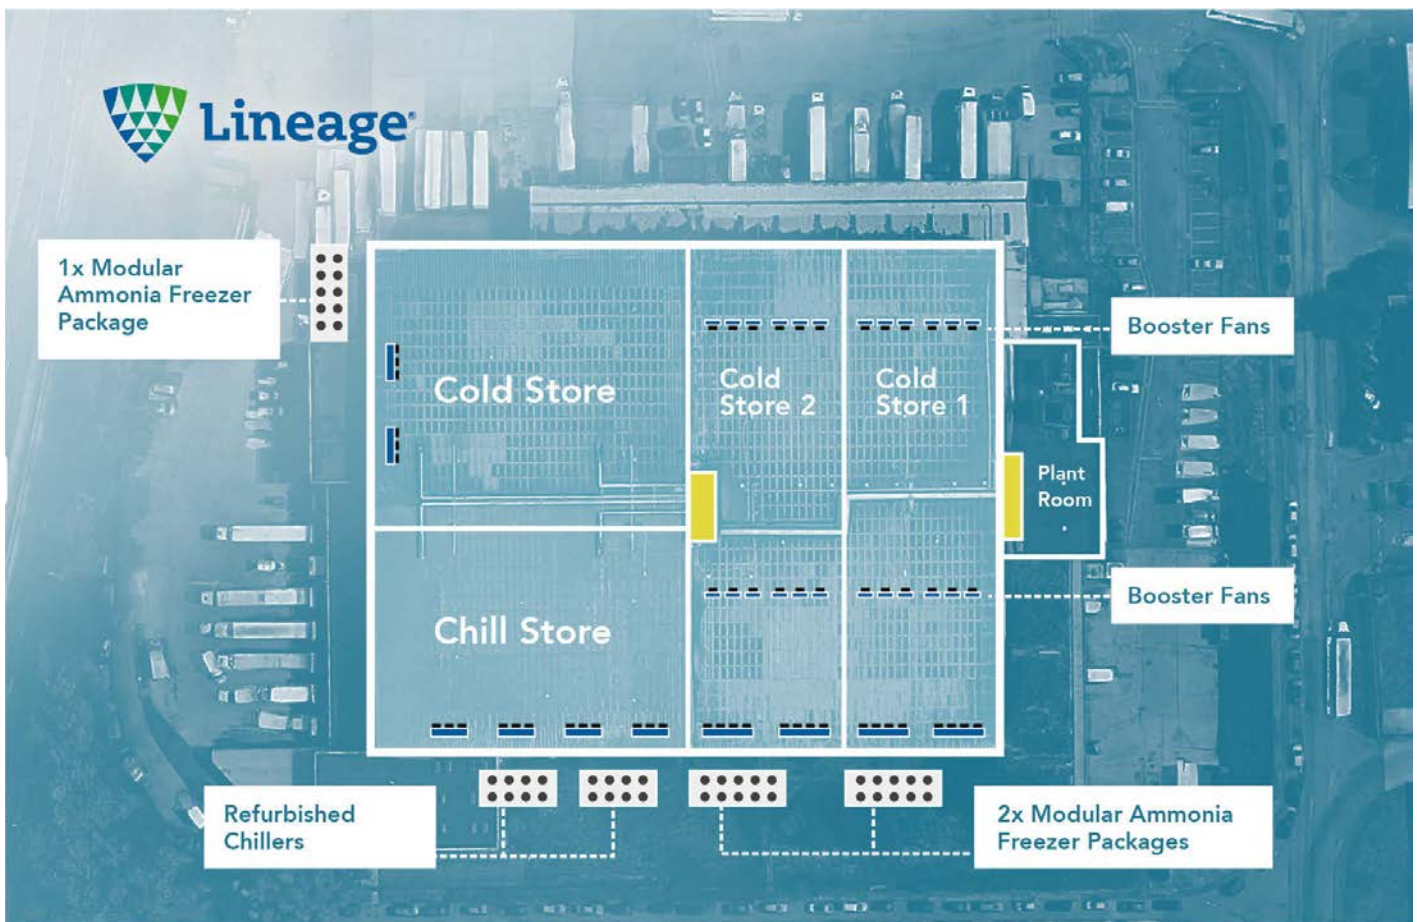 Lineage®
1x Modular
Ammonia Freezer
Package
Booster Fans
Cold Store
Cold
Store 2
Cold
Store 1
Plant
Room
Booster Fans
Chill Store
Refurbished
Chillers
2x Modular Ammonia
Freezer Packages